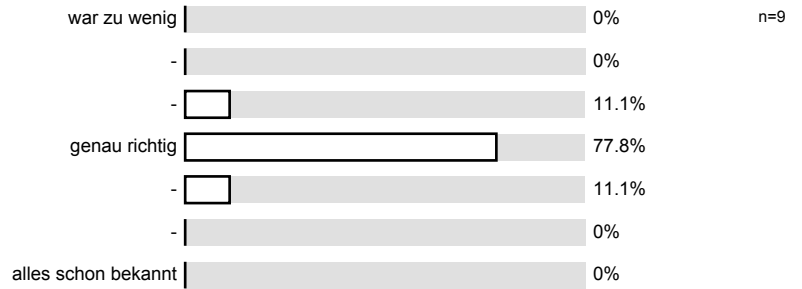 war zu wenig 0% n=9
- 0%
- 11.1%
genau richtig 77.8%
- 11.1%
- 0%
alles schon bekannt 0%